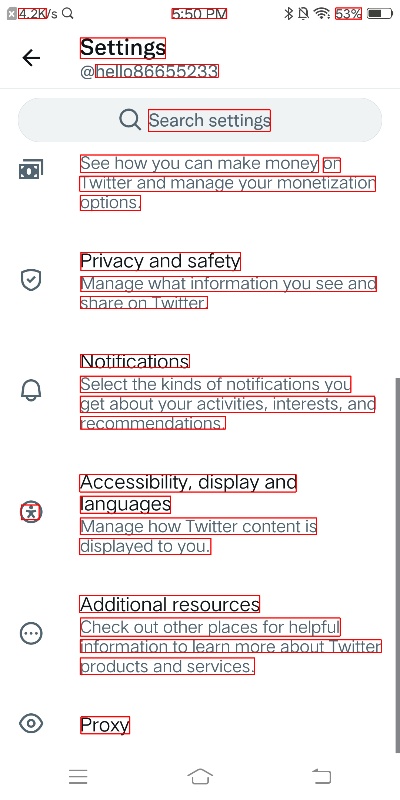 4.2K/s 5:50 PM 53%
Settings
@hello86655233
Search settings
See how you can make money on
Twitter and manage your monetization
options.
Privacy and safety
Manage what information you see and
share on Twitter.
Notifications
Select the kinds of notifications you
get about your activities, interests, and
recommendations.
Accessibility, display and
languages
Manage how Twitter content is
displayed to you.
Additional resources
Check out other places for helpful
information to learn more about Twitter
products and services.
Proxy